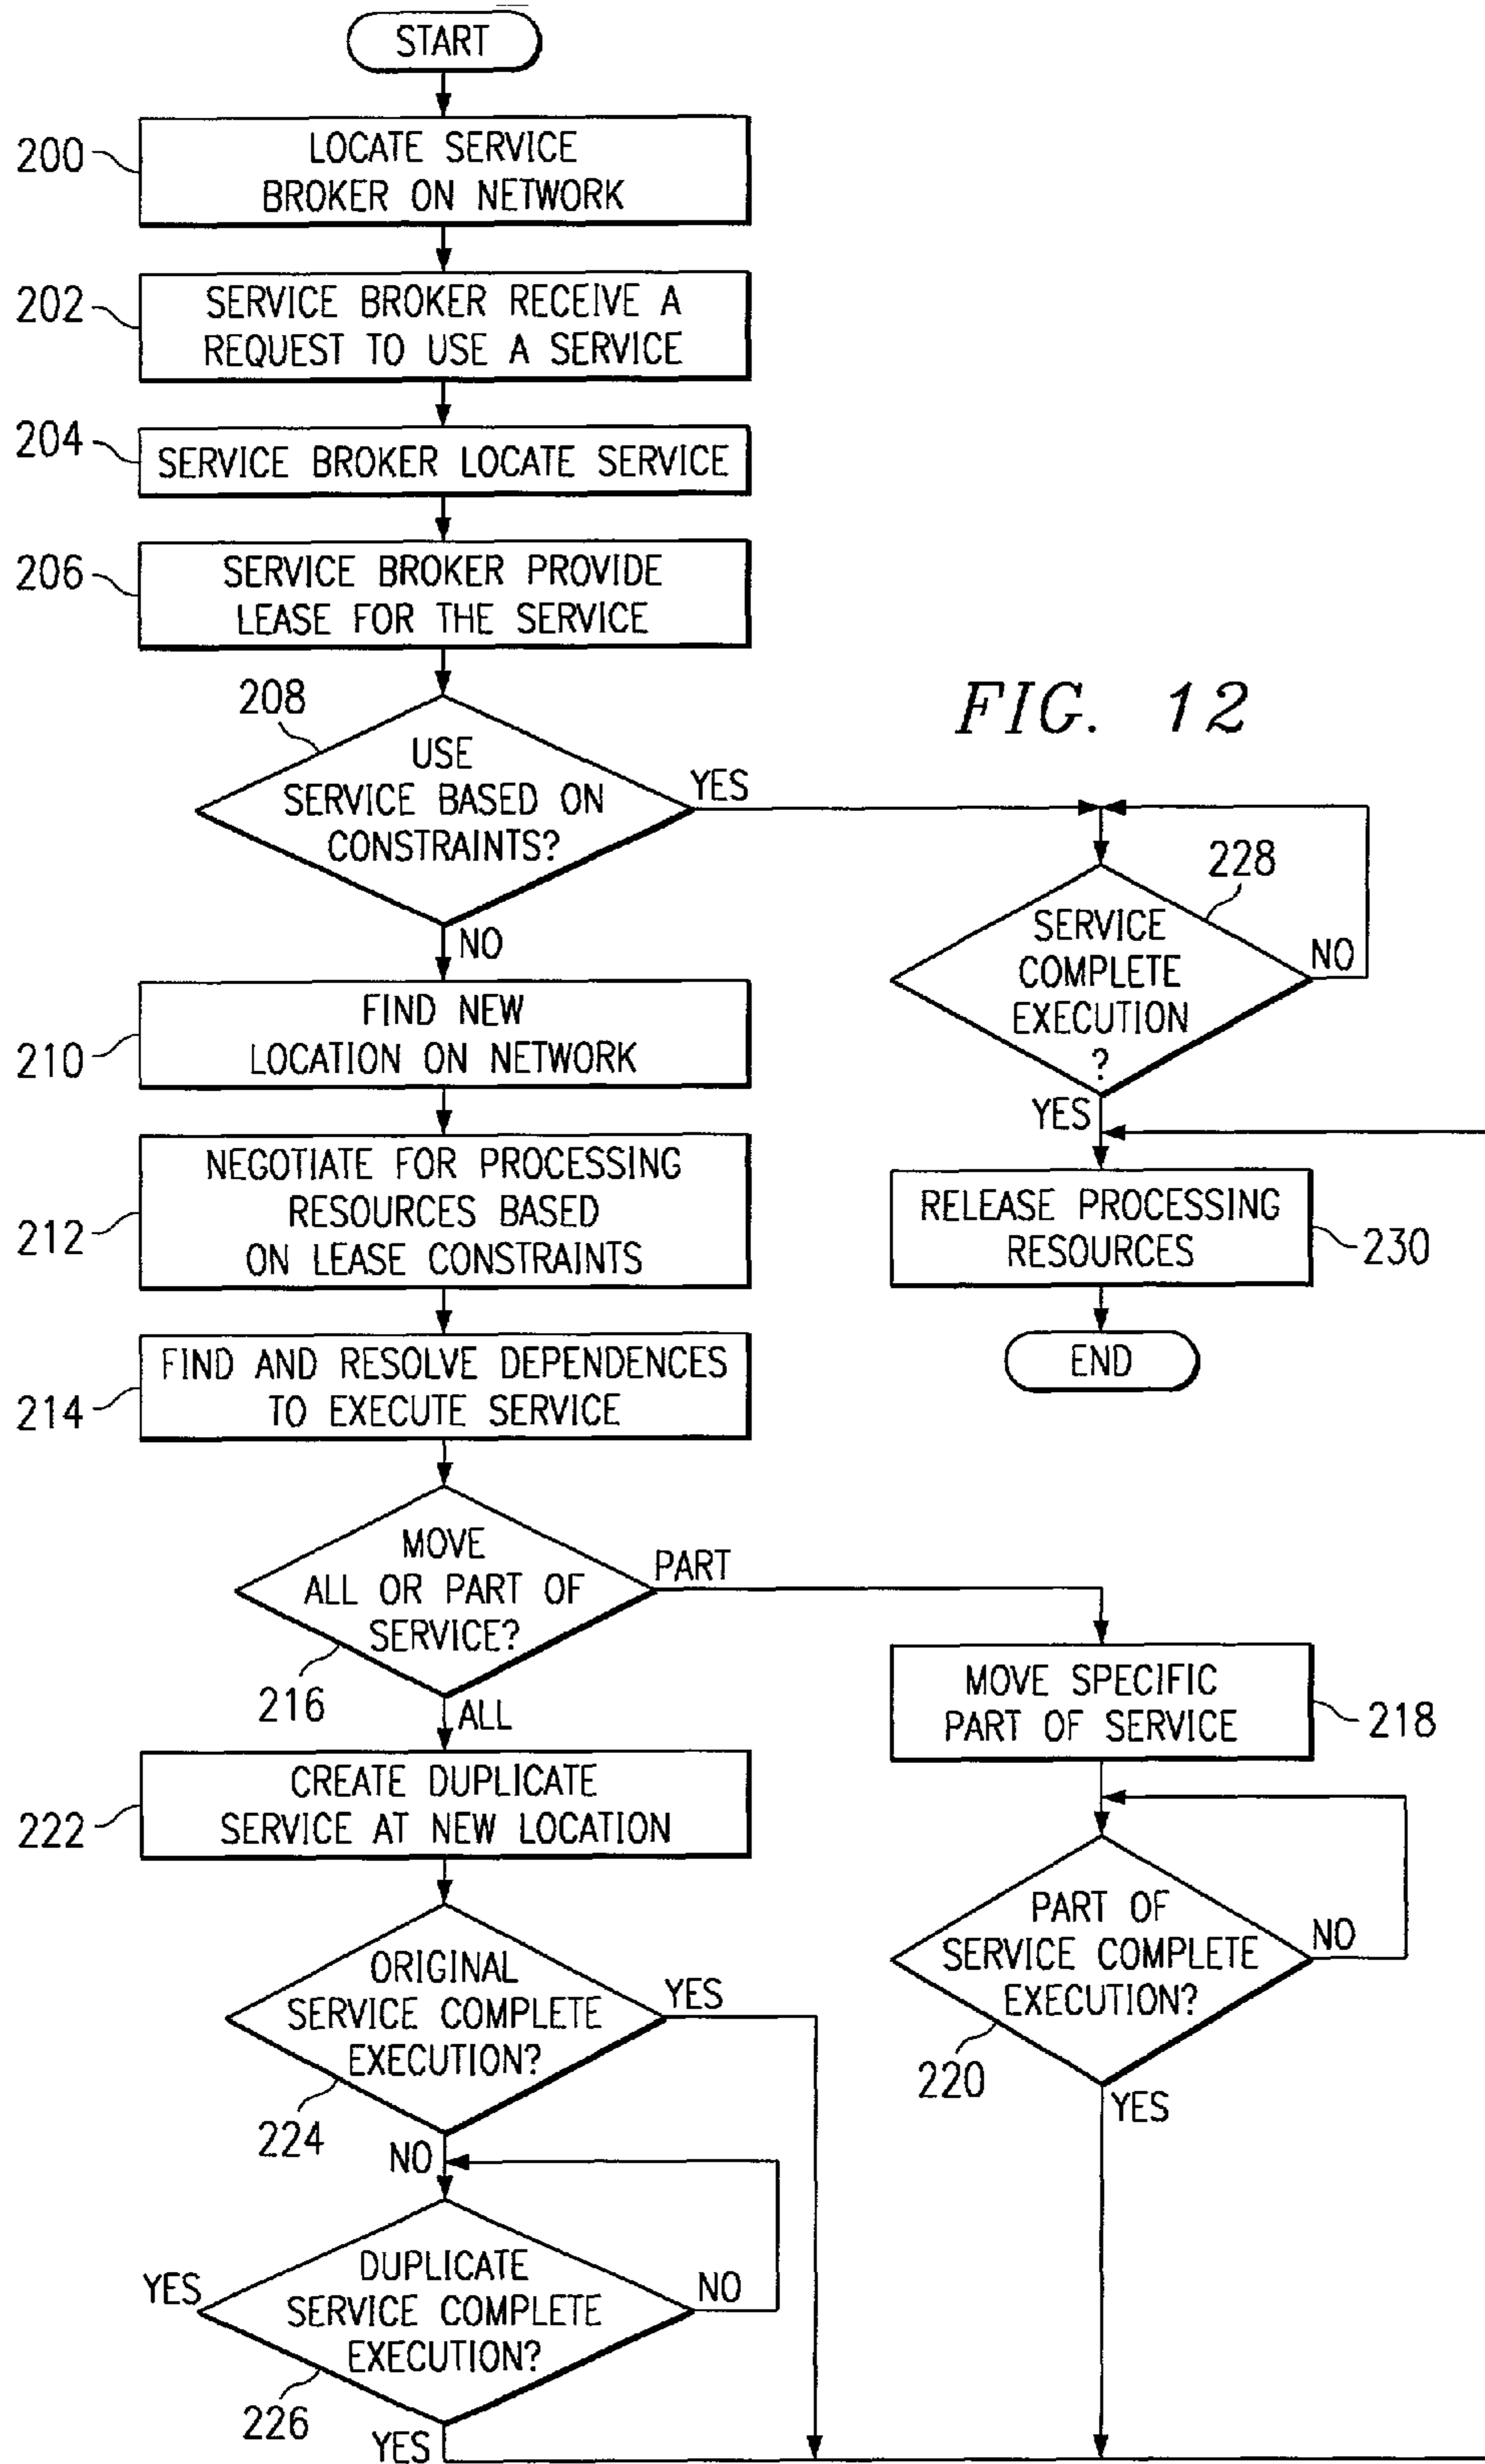 START
200
LOCATE SERVICE
BROKER ON NETWORK
202
SERVICE BROKER RECEIVE A
REQUEST TO USE A SERVICE
204
SERVICE BROKER LOCATE SERVICE
206
SERVICE BROKER PROVIDE
LEASE FOR THE SERVICE
208
USE
SERVICE BASED ON
CONSTRAINTS?
YES
NO
FIG. 12
228
SERVICE
COMPLETE
EXECUTION
?
NO
YES
RELEASE PROCESSING
RESOURCES
230
END
210
FIND NEW
LOCATION ON NETWORK
212
NEGOTIATE FOR PROCESSING
RESOURCES BASED
ON LEASE CONSTRAINTS
214
FIND AND RESOLVE DEPENDENCES
TO EXECUTE SERVICE
MOVE
ALL OR PART OF
SERVICE?
PART
216
ALL
MOVE SPECIFIC
PART OF SERVICE
218
PART OF
SERVICE COMPLETE
EXECUTION?
NO
220
YES
222
CREATE DUPLICATE
SERVICE AT NEW LOCATION
ORIGINAL
SERVICE COMPLETE
EXECUTION?
YES
224
NO
DUPLICATE
SERVICE COMPLETE
EXECUTION?
YES
NO
226
YES